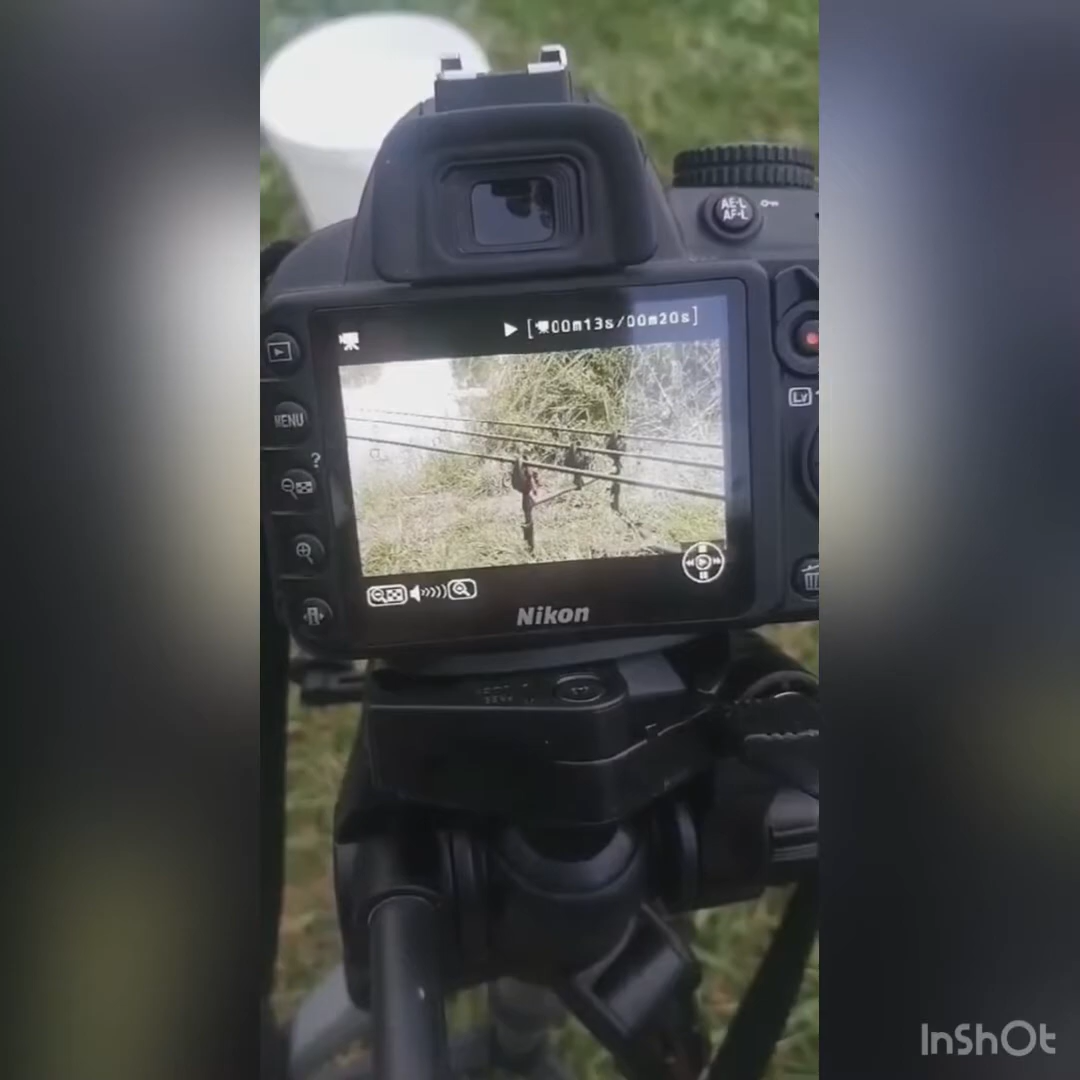 AE-L
AF-L
[00m13s/00m20s]
MENU
?
Lv
Nikon
InShOt